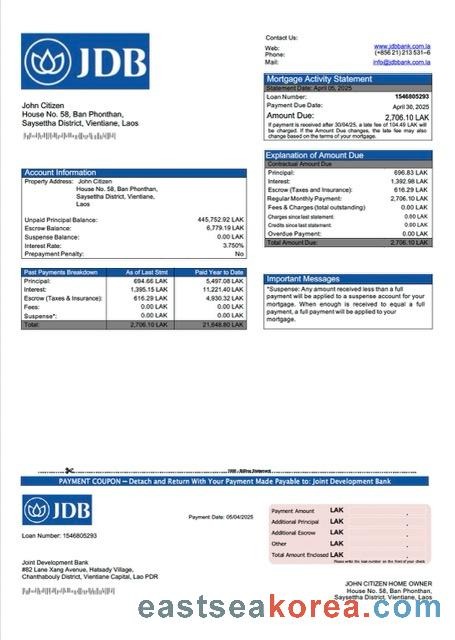 JDB
Contact Us:
Web: www.jdbbank.com.la
Phone: (+856 21) 213 531-6
Mail: info@jdbbank.com.la
John Citizen
House No. 58, Ban Phonthan,
Saysettha District, Vientiane, Laos
Mortgage Activity Statement
Statement Date: April 05, 2025
Loan Number: 1546805293
Payment Due Date: April 30, 2025
Amount Due: 2,706.10 LAK
If payment is received after 30/04/25, a late fee of 104.49 LAK will
be charged. If the Amount Due changes, the late fee may also
change based on the terms of your mortgage.
Explanation of Amount Due
Contractual Amount Due
Principal: 696.83 LAK
Interest: 1,392.98 LAK
Escrow (Taxes and Insurance): 616.29 LAK
Regular Monthly Payment: 2,706.10 LAK
Fees & Charges (total outstanding) 0.00 LAK
Charges since last statement: 0.00 LAK
Credits since last statement: 0.00 LAK
Overdue Payment: 0.00 LAK
Total Amount Due: 2,706.10 LAK
Account Information
Property Address: John Citizen
House No. 58, Ban Phonthan,
Saysettha District, Vientiane,
Laos
Unpaid Principal Balance: 445,752.92 LAK
Escrow Balance: 6,779.19 LAK
Suspense Balance: 0.00 LAK
Interest Rate: 3.750%
Prepayment Penalty: No
Past Payments Breakdown As of Last Stmt Paid Year to Date
Principal: 694.66 LAK 5,497.08 LAK
Interest: 1,395.15 LAK 11,221.40 LAK
Escrow (Taxes & Insurance): 616.29 LAK 4,930.32 LAK
Fees: 0.00 LAK 0.00 LAK
Suspense*: 0.00 LAK 0.00 LAK
Total: 2,706.10 LAK 21,648.80 LAK
Important Messages
*Suspense: Any amount received less than a full
payment will be applied to a suspense account for your
mortgage. When enough is received to equal a full
payment, a full payment will be applied to your
mortgage.
PAYMENT COUPON – Detach and Return With Your Payment Made Payable to: Joint Development Bank
JDB
Payment Date: 05/04/2025
Loan Number: 1546805293
Payment Amount LAK .
Additional Principal LAK .
Additional Escrow LAK .
Other LAK .
Total Amount Enclosed LAK .
Please write the loan number on the front of your check
Joint Development Bank
#82 Lane Xang Avenue, Hatsady Village,
Chanthabouly District, Vientiane Capital, Lao PDR
JOHN CITIZEN HOME OWNER
House No. 58, Ban Phonthan,
Saysettha District, Vientiane, Laos
eastseakorea.com